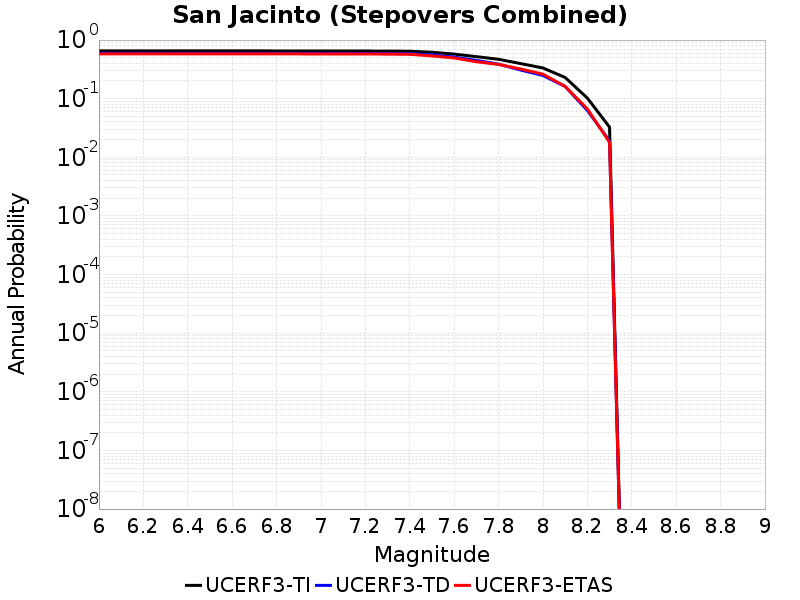 San Jacinto (Stepovers Combined)
10^0
10^-1
10^-2
10^-3
10^-4
10^-5
10^-6
10^-7
10^-8
Annual Probability
6 6.2 6.4 6.6 6.8 7 7.2 7.4 7.6 7.8 8 8.2 8.4 8.6 8.8 9
Magnitude
UCERF3-TI UCERF3-TD UCERF3-ETAS